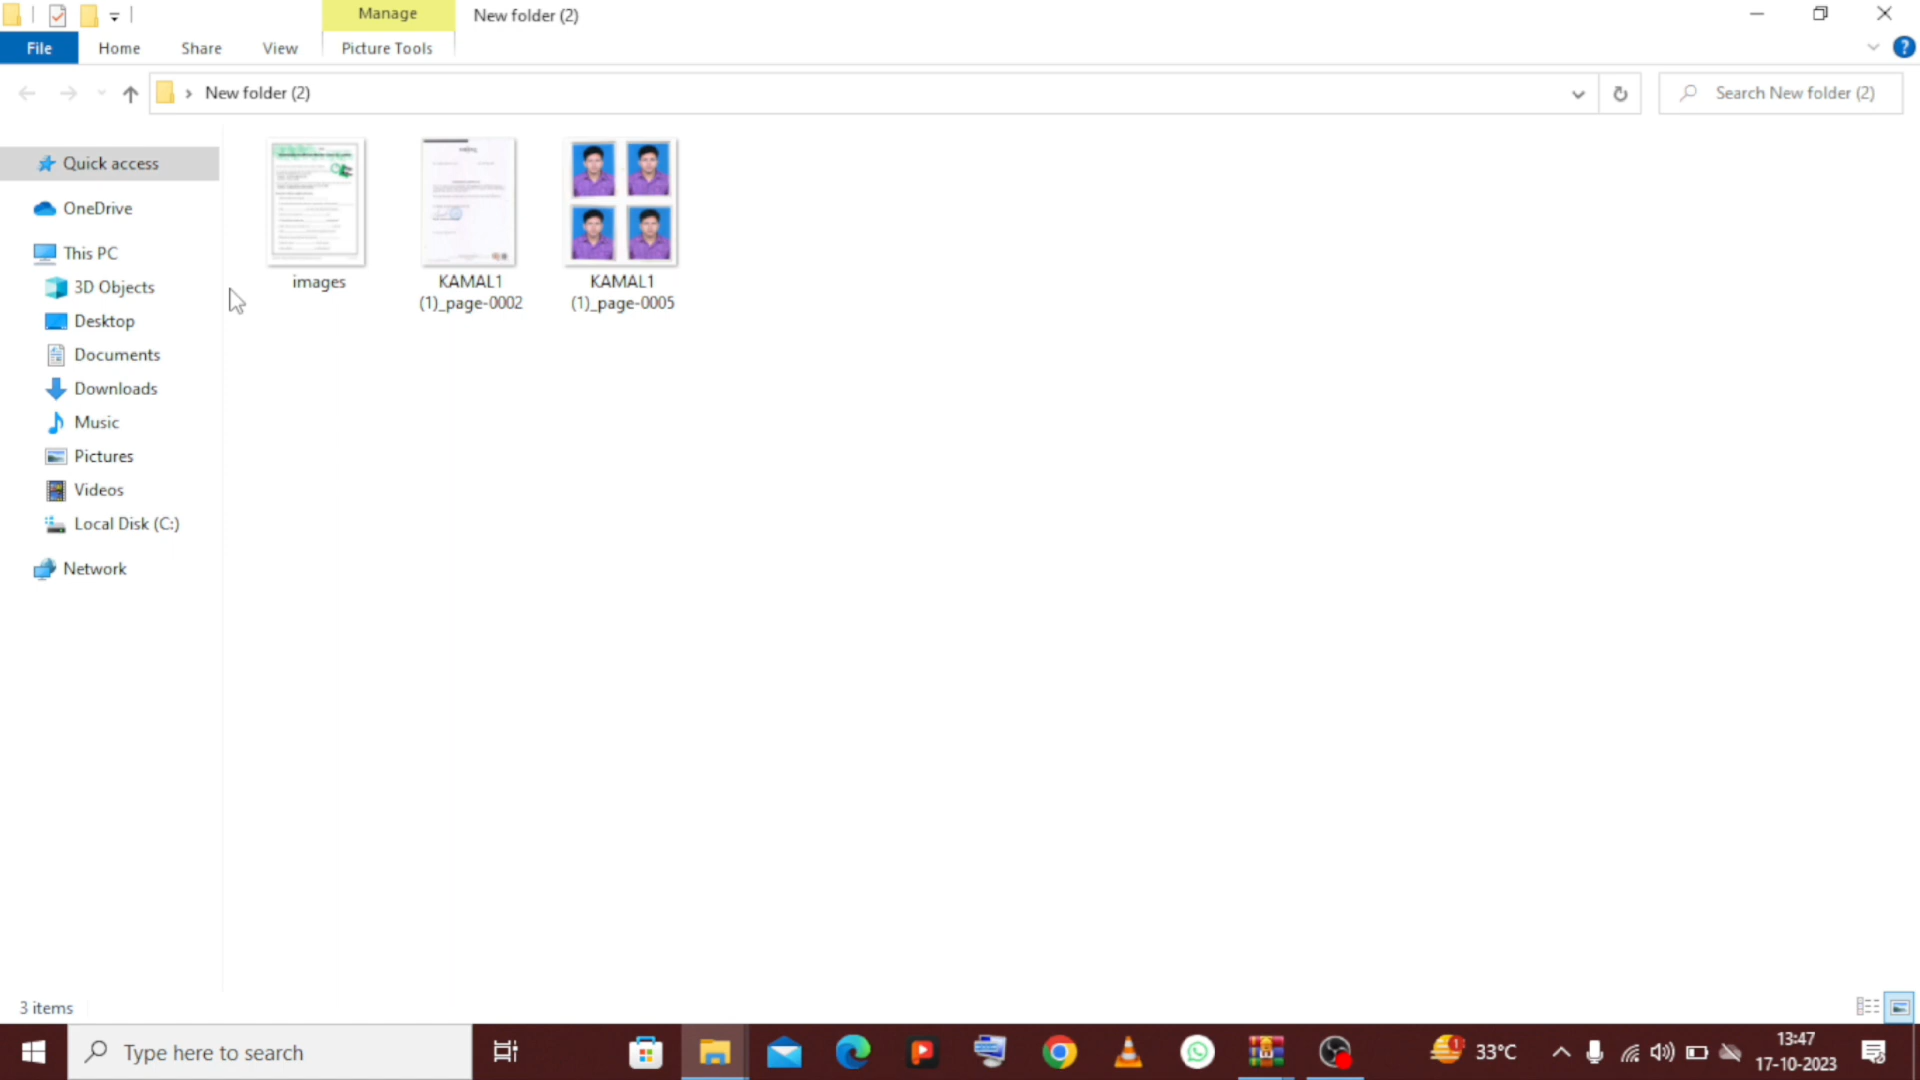 Manage
New folder (2)
File
Home
Share
View
Picture Tools
New folder (2)
Search New folder (2)
Quick access
OneDrive
This PC
3D Objects
Desktop
Documents
Downloads
Music
Pictures
Videos
Local Disk (C:)
Network
images
KAMAL1
(1)_page-0002
KAMAL1
(1)_page-0005
3 items
Type here to search
33°C
13:47
17-10-2023